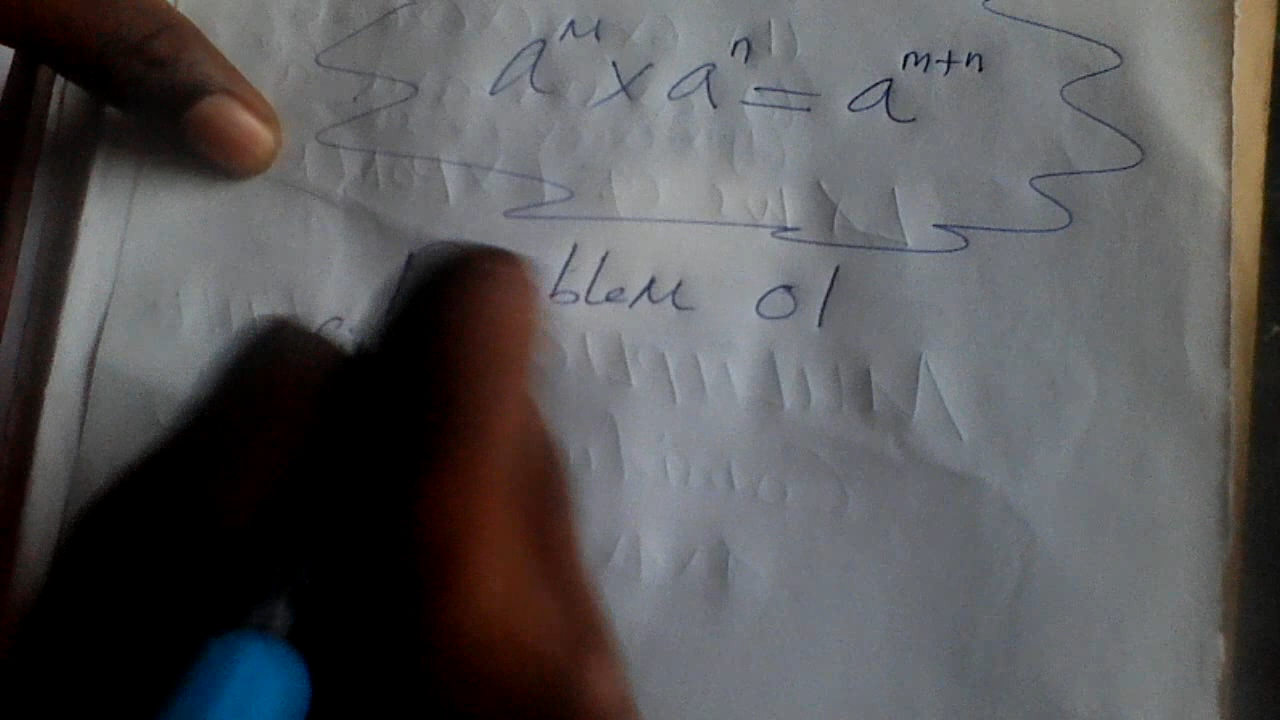 a^m × a^n = a^{m+n}
blem 01